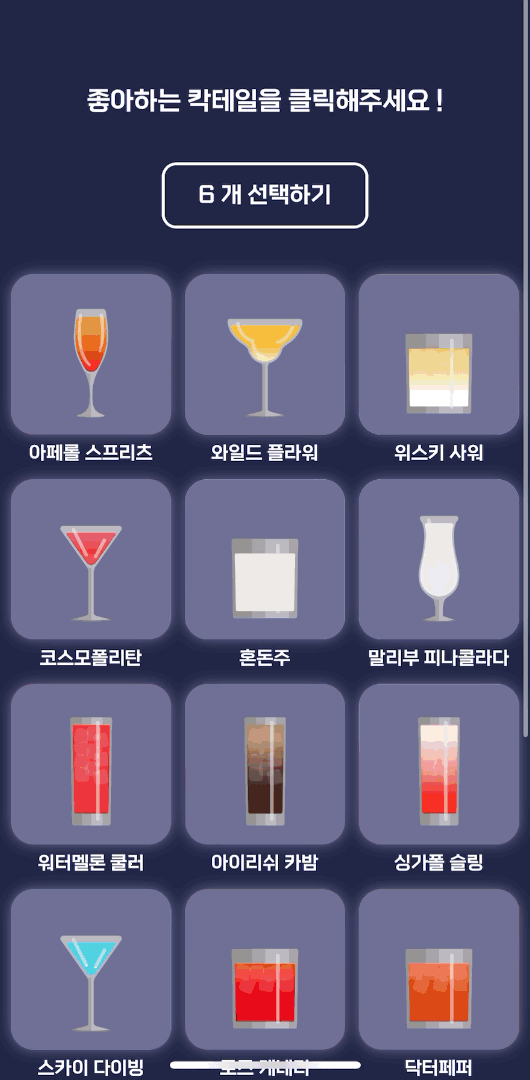 좋아하는 칵테일을 클릭해주세요 !
6 개 선택하기
아페롤 스프리츠
와일드 플라워
위스키 사워
코스모폴리탄
혼돈주
말리부 피나콜라다
워터멜론 쿨러
아이리쉬 카밤
싱가폴 슬링
스카이 다이빙
닥터페퍼